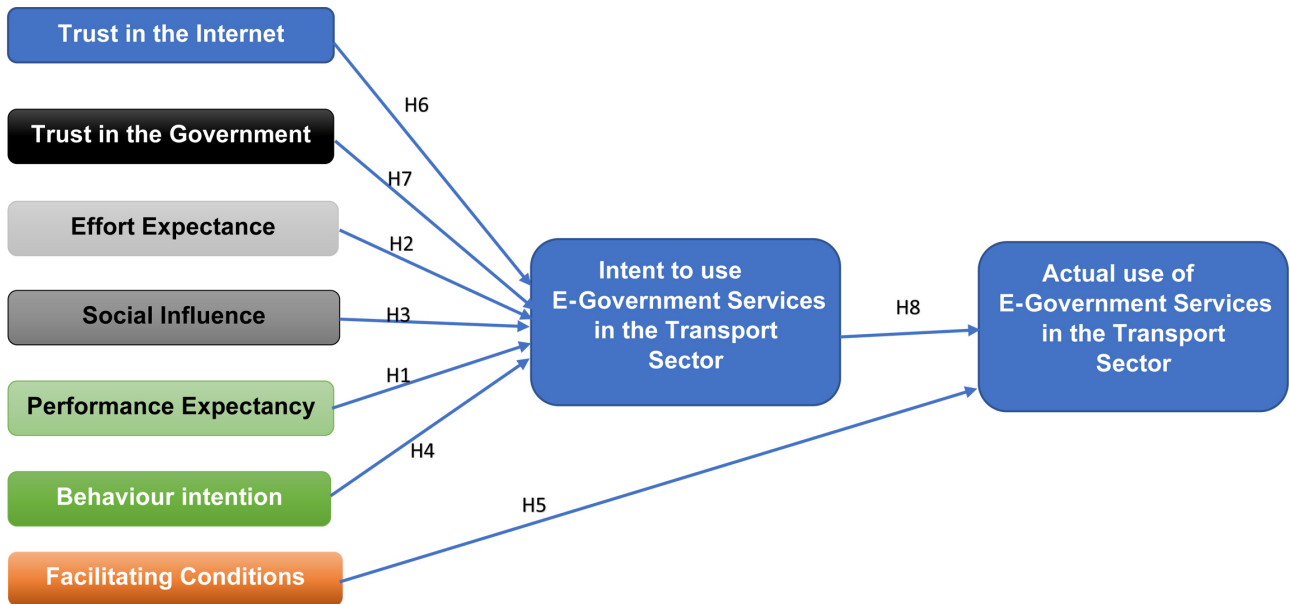 Trust in the Internet
H6
Trust in the Government
H7
Effort Expectance
H2
Social Influence
H3
Performance Expectancy
H1
Behaviour intention
H4
Facilitating Conditions
H5
Intent to use
E-Government Services
in the Transport
Sector
H8
Actual use of
E-Government Services
in the Transport
Sector